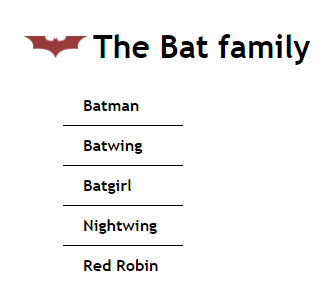 The Bat family
Batman
Batwing
Batgirl
Nightwing
Red Robin